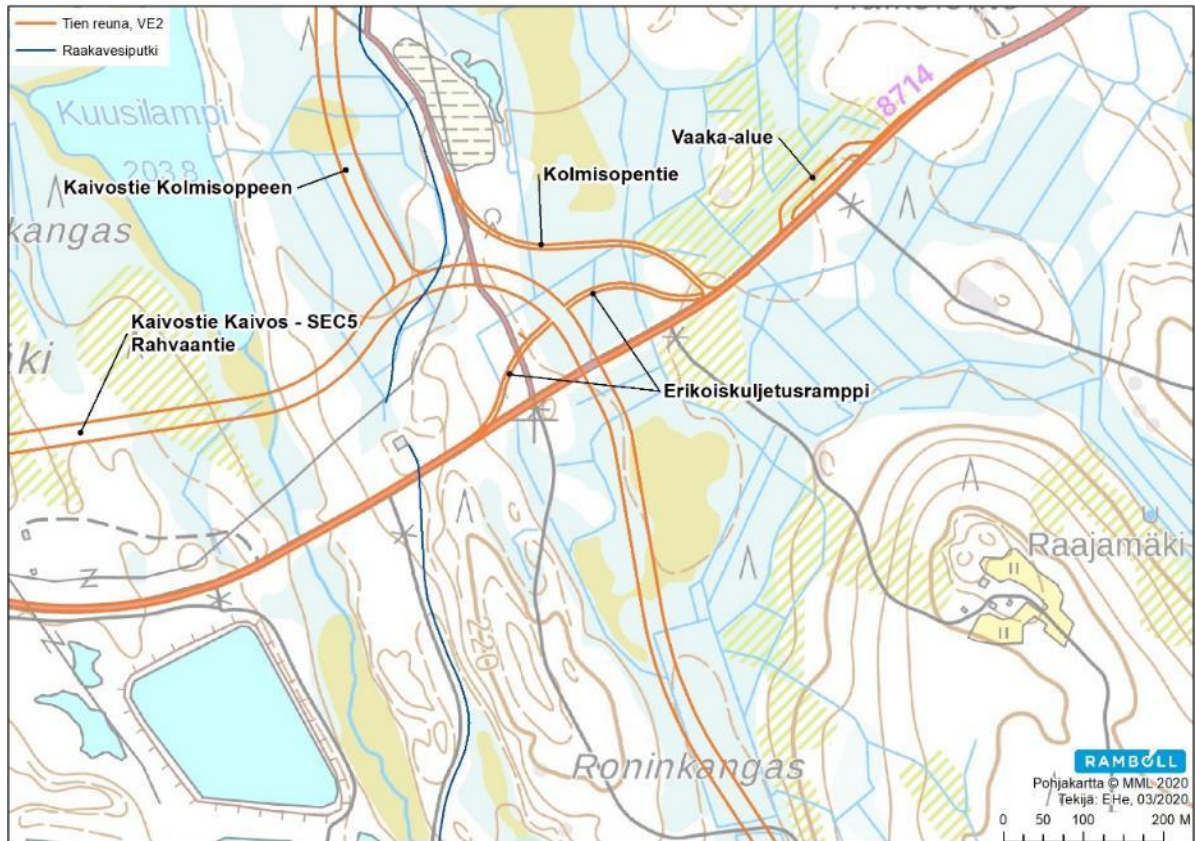 Tien reuna, VE2
Raakavesiputki
8714
Kuusilampi
203.8
Vaaka-alue
Kolmisopentie
Kaivostie Kolmisoppeen
kangas
Kaivostie Kaivos - SEC5
Rahvaantie
ki
Erikoiskuljetusramppi
Raajamäki
220
Roninkangas
RAMBOLL
Pohjakartta © MML 2020
Tekijä: EHe, 03/2020
0 50 100 200 M